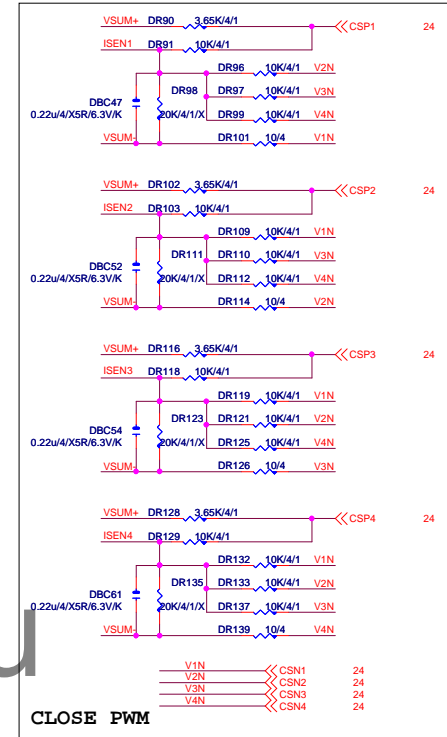 VSUM+ DR90 3.65K/4/1 CSP1 24
ISEN1 DR91 10K/4/1
DR96 10K/4/1 V2N
DR98 DR97 10K/4/1 V3N
DBC47
0.22u/4/X5R/6.3V/K 20K/4/1/X DR99 10K/4/1 V4N
VSUM- DR101 10/4 V1N
VSUM+ DR102 3.65K/4/1 CSP2 24
ISEN2 DR103 10K/4/1
DR109 10K/4/1 V1N
DR111 DR110 10K/4/1 V3N
DBC52
0.22u/4/X5R/6.3V/K 20K/4/1/X DR112 10K/4/1 V4N
VSUM- DR114 10/4 V2N
VSUM+ DR116 3.65K/4/1 CSP3 24
ISEN3 DR118 10K/4/1
DR119 10K/4/1 V1N
DR123 DR121 10K/4/1 V2N
DBC54
0.22u/4/X5R/6.3V/K 20K/4/1/X DR125 10K/4/1 V4N
VSUM- DR126 10/4 V3N
VSUM+ DR128 3.65K/4/1 CSP4 24
ISEN4 DR129 10K/4/1
DR132 10K/4/1 V1N
DR135 DR133 10K/4/1 V2N
DBC61
0.22u/4/X5R/6.3V/K 20K/4/1/X DR137 10K/4/1 V3N
VSUM- DR139 10/4 V4N
V1N CSN1 24
V2N CSN2 24
V3N CSN3 24
V4N CSN4 24
CLOSE PWM